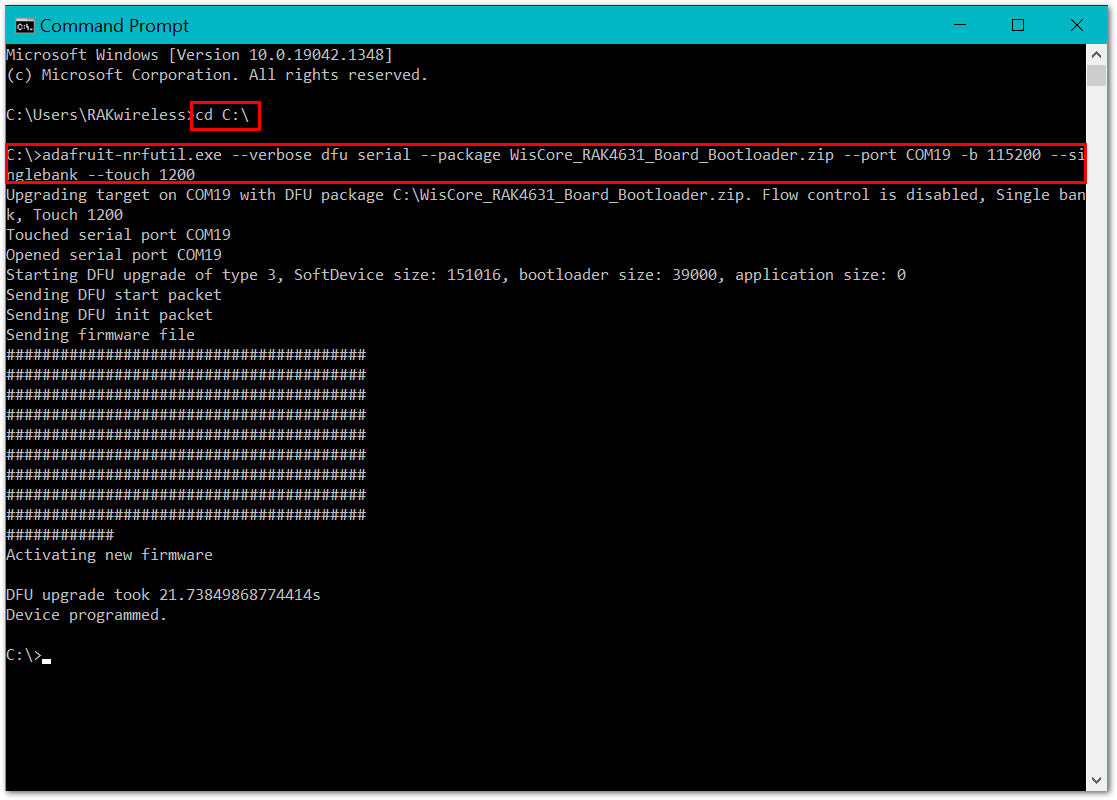 Command Prompt
Microsoft Windows [Version 10.0.19042.1348]
(c) Microsoft Corporation. All rights reserved.
C:\Users\RAKwireless>cd C:\
C:\>adafruit-nrfutil.exe --verbose dfu serial --package WisCore_RAK4631_Board_Bootloader.zip --port COM19 -b 115200 --si
nglebank --touch 1200
Upgrading target on COM19 with DFU package C:\WisCore_RAK4631_Board_Bootloader.zip. Flow control is disabled, Single ban
k, Touch 1200
Touched serial port COM19
Opened serial port COM19
Starting DFU upgrade of type 3, SoftDevice size: 151016, bootloader size: 39000, application size: 0
Sending DFU start packet
Sending DFU init packet
Sending firmware file
########################################
########################################
########################################
########################################
########################################
########################################
########################################
########################################
########################################
############
Activating new firmware
DFU upgrade took 21.73849868774414s
Device programmed.
C:\>